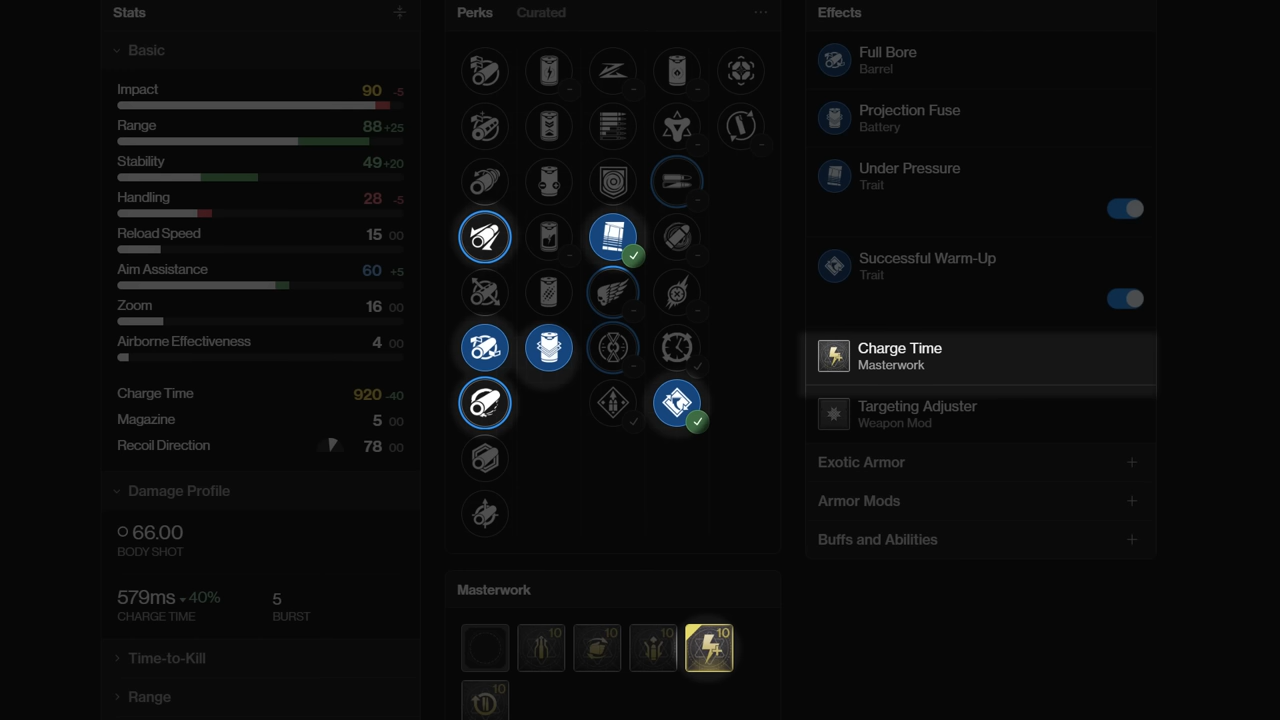 Stats
Basic
Impact 90 -5
Range 88 +25
Stability 49 +20
Handling 28 -5
Reload Speed 15 00
Aim Assistance 60 +5
Zoom 16 00
Airborne Effectiveness 4 00
Charge Time 920 -40
Magazine 5 00
Recoil Direction 78 00
Damage Profile
66.00
BODY SHOT
579ms 40% 5
CHARGE TIME BURST
Time-to-Kill
Range
Perks Curated
Masterwork
10 10 10 10
10
Effects
Full Bore
Barrel
Projection Fuse
Battery
Under Pressure
Trait
Successful Warm-Up
Trait
Charge Time
Masterwork
Targeting Adjuster
Weapon Mod
Exotic Armor +
Armor Mods +
Buffs and Abilities +